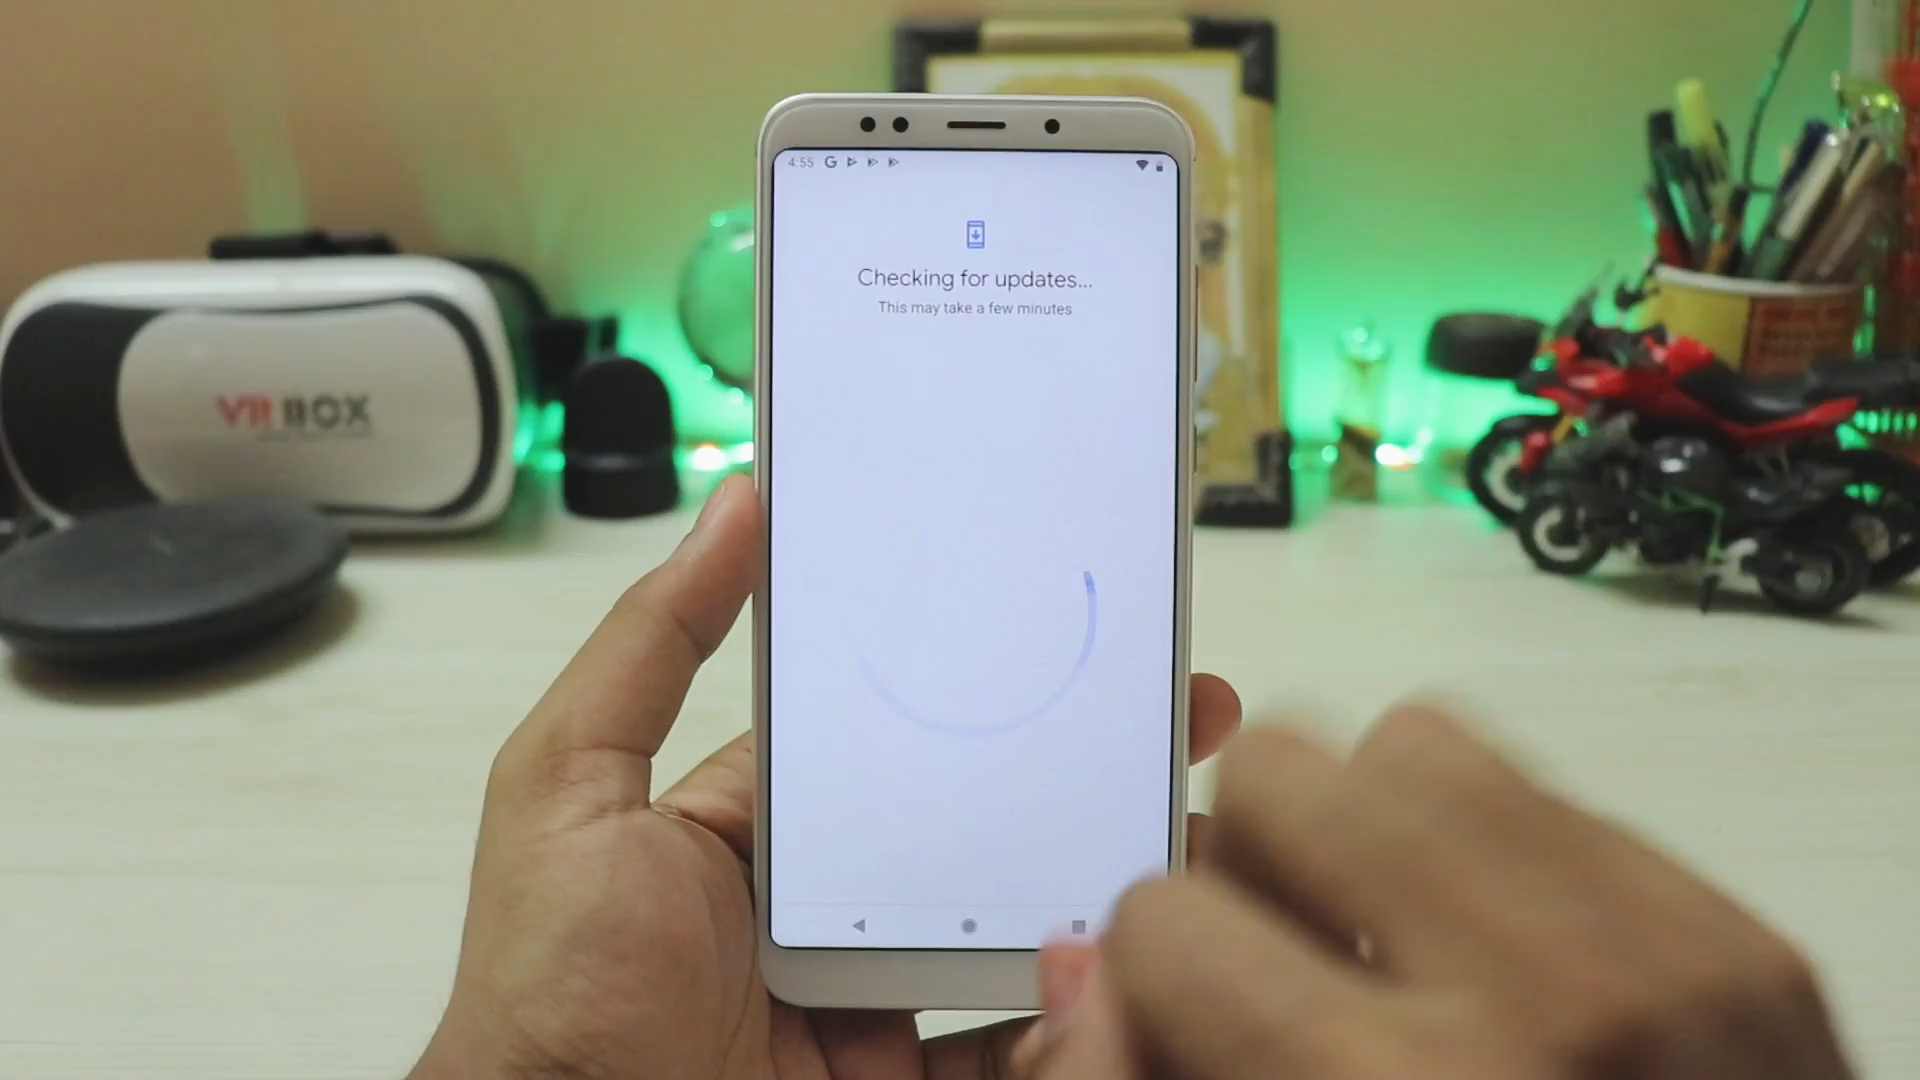 4:55
Checking for updates...
This may take a few minutes
VR BOX